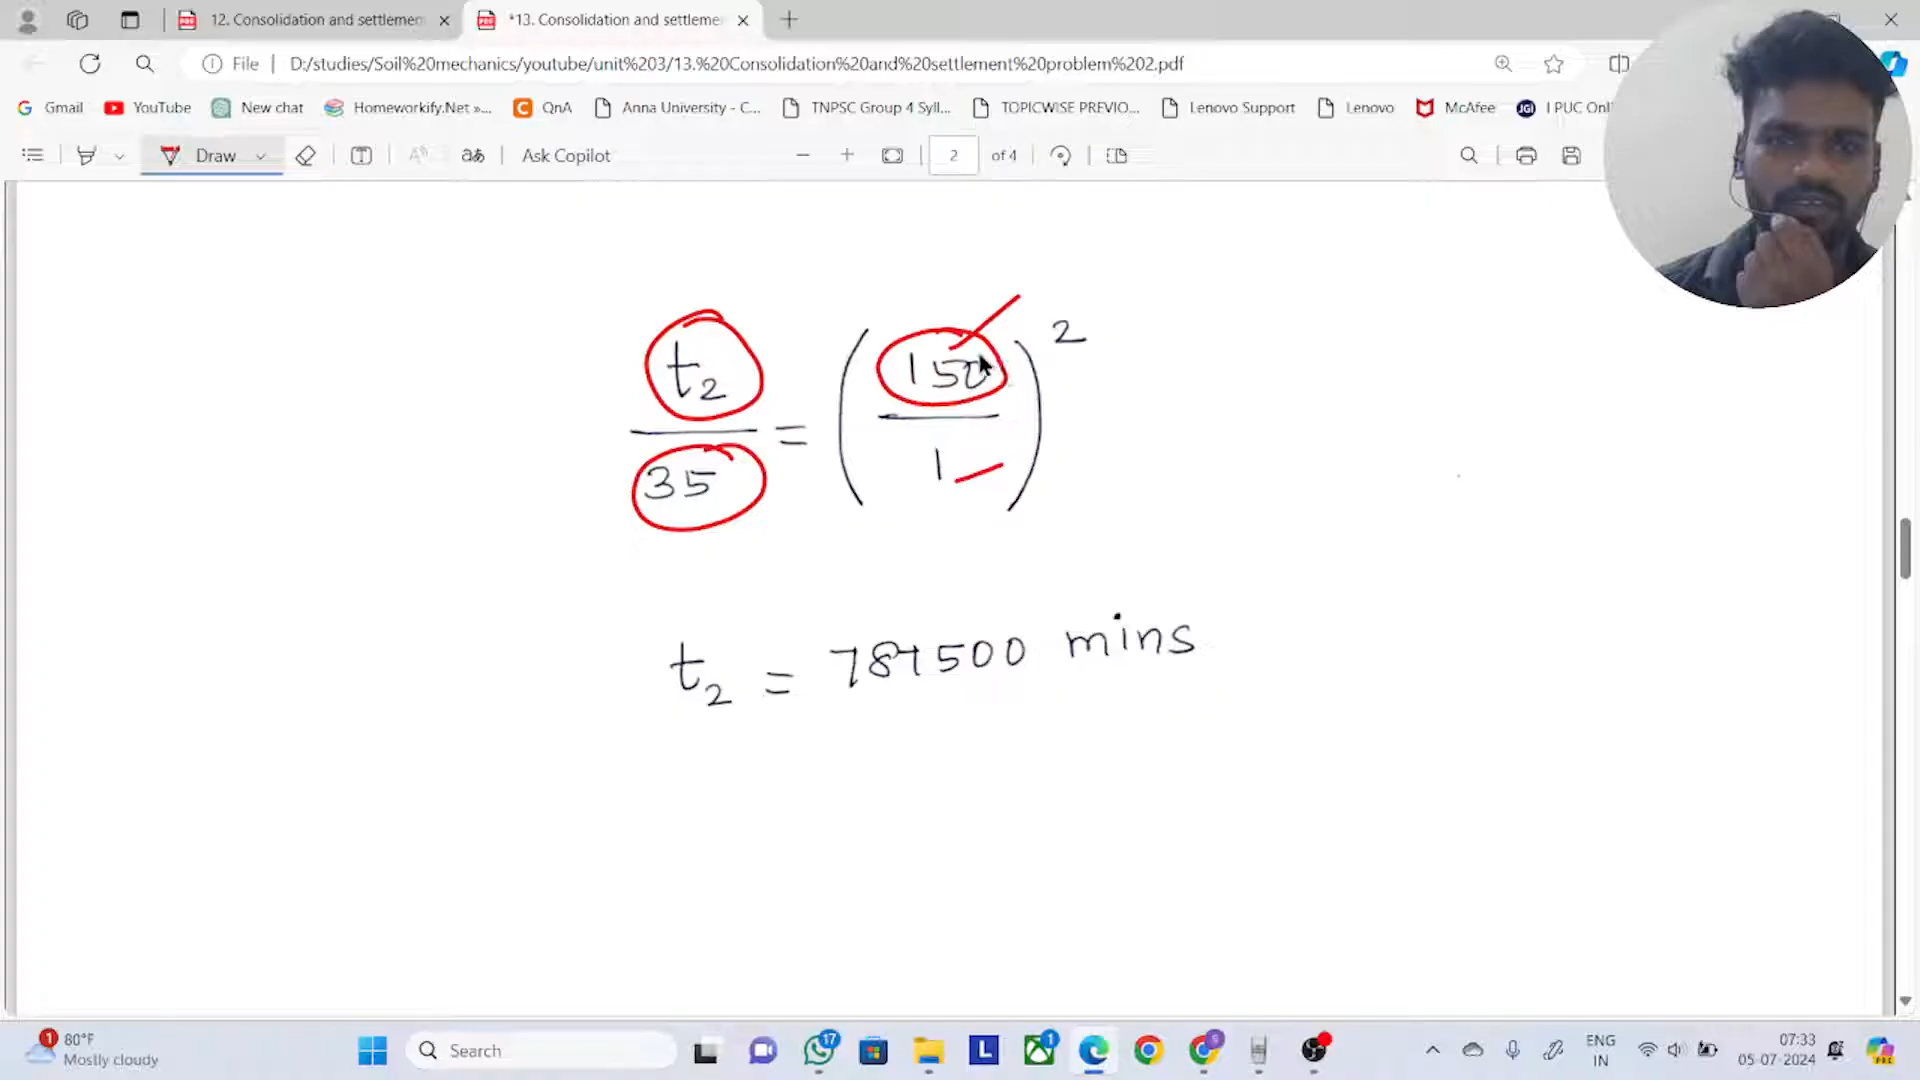 12. Consolidation and settlemen
*13. Consolidation and settleme
File
D:/studies/Soil%20mechanics/youtube/unit%203/13.%20Consolidation%20and%20settlement%20problem%202.pdf
Gmail
YouTube
New chat
Homeworkify.Net »...
QnA
Anna University - C...
TNPSC Group 4 Syll...
TOPICWISE PREVIO...
Lenovo Support
Lenovo
McAfee
I PUC Onl
Draw
Ask Copilot
2 of 4
t2 / 35 = ( 150 / 1 )2
t2 = 787500 mins
80°F
Mostly cloudy
Search
17
1
ENG
IN
07:33
05-07-2024